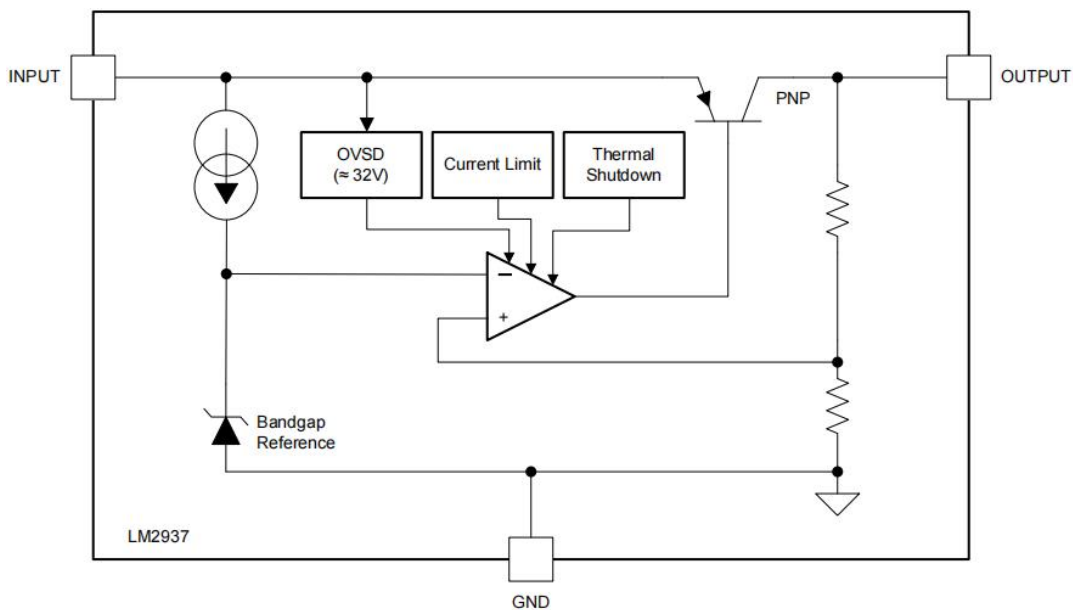 INPUT
OUTPUT
PNP
OVSD
(≈ 32V)
Current Limit
Thermal
Shutdown
−
+
Bandgap
Reference
LM2937
GND